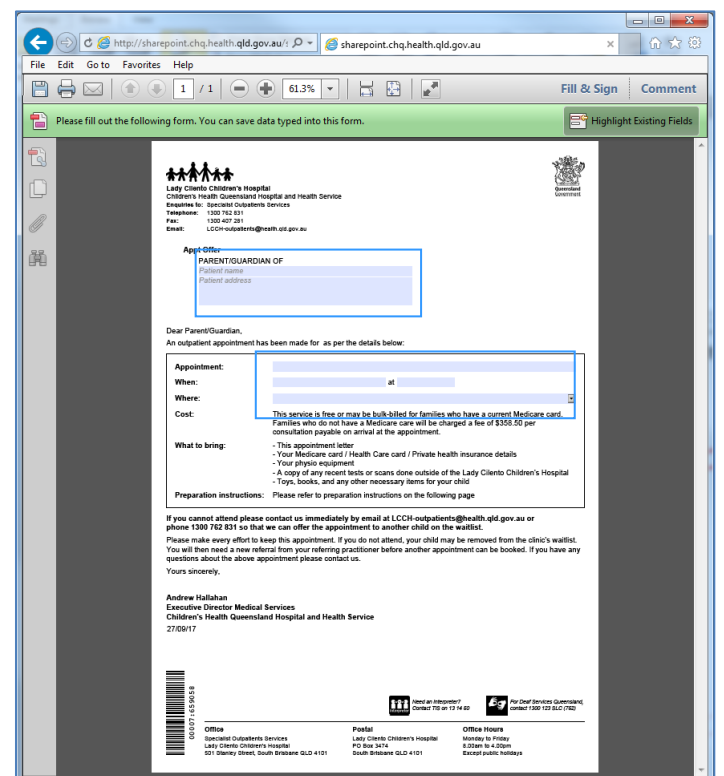 http://sharepoint.chq.health.qld.gov.au/s
sharepoint.chq.health.qld.gov.au
File Edit Go to Favorites Help
1 / 1 61.3% Fill & Sign Comment
Please fill out the following form. You can save data typed into this form. Highlight Existing Fields
Lady Cilento Children's Hospital
Children's Health Queensland Hospital and Health Service
Enquiries to: Specialist Outpatients Services
Telephone: 1300 762 831
Fax: 1300 407 281
Email: LCCH-outpatients@health.qld.gov.au
Queensland
Government
Appt Offer
PARENT/GUARDIAN OF
Patient name
Patient address
Dear Parent/Guardian,
An outpatient appointment has been made for as per the details below:
Appointment:
When: at
Where:
Cost: This service is free or may be bulk-billed for families who have a current Medicare card.
Families who do not have a Medicare care will be charged a fee of $358.50 per
consultation payable on arrival at the appointment.
What to bring: - This appointment letter
- Your Medicare card / Health Care card / Private health insurance details
- Your physio equipment
- A copy of any recent tests or scans done outside of the Lady Cilento Children's Hospital
- Toys, books, and any other necessary items for your child
Preparation instructions: Please refer to preparation instructions on the following page
If you cannot attend please contact us immediately by email at LCCH-outpatients@health.qld.gov.au or
phone 1300 762 831 so that we can offer the appointment to another child on the waitlist.
Please make every effort to keep this appointment. If you do not attend, your child may be removed from the clinic's waitlist.
You will then need a new referral from your referring practitioner before another appointment can be booked. If you have any
questions about the above appointment please contact us.
Yours sincerely,
Andrew Hallahan
Executive Director Medical Services
Children's Health Queensland Hospital and Health Service
27/09/17
00007:659058
Need an interpreter?
Contact TIS on 13 14 50
For Deaf Services Queensland,
contact 1300 123 SLC (752)
Office Postal Office Hours
Specialist Outpatients Services Lady Cilento Children's Hospital Monday to Friday
Lady Cilento Children's Hospital PO Box 3474 8.00am to 4.00pm
501 Stanley Street, South Brisbane QLD 4101 South Brisbane QLD 4101 Except public holidays